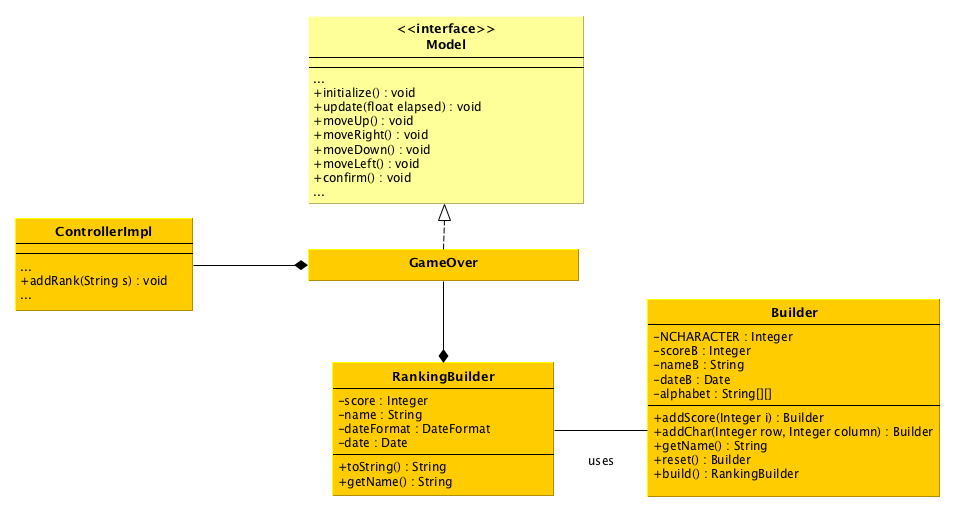 <<interface>>
Model
...
+initialize() : void
+update(float elapsed) : void
+moveUp() : void
+moveRight() : void
+moveDown() : void
+moveLeft() : void
+confirm() : void
...
ControllerImpl
...
+addRank(String s) : void
...
GameOver
RankingBuilder
-score : Integer
-name : String
-dateFormat : DateFormat
-date : Date
+toString() : String
+getName() : String
uses
Builder
-NCHARACTER : Integer
-scoreB : Integer
-nameB : String
-dateB : Date
-alphabet : String[][]
+addScore(Integer i) : Builder
+addChar(Integer row, Integer column) : Builder
+getName() : String
+reset() : Builder
+build() : RankingBuilder